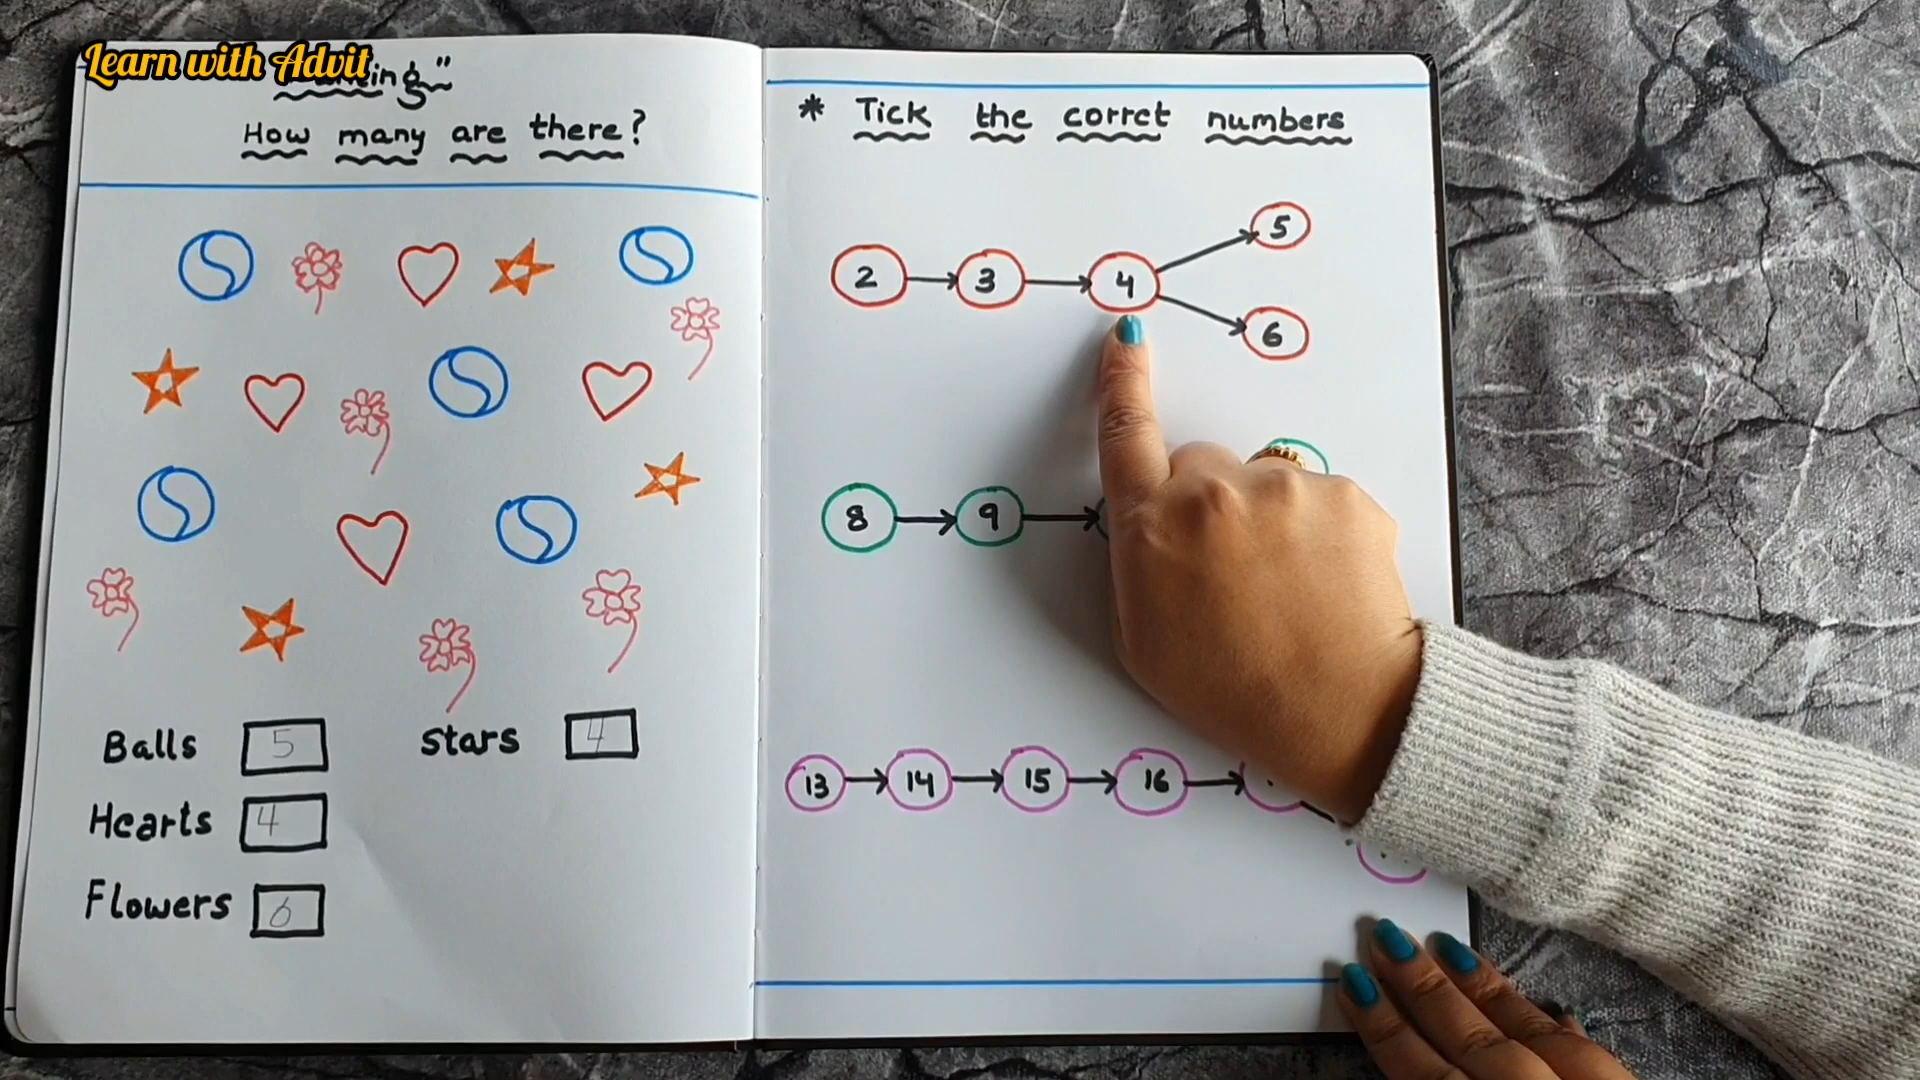 Learn with Advit
How many are there?
Balls 5 stars 4
Hearts 4
Flowers 6
* Tick the corret numbers
2 3 4 5
6
8 9
13 14 15 16